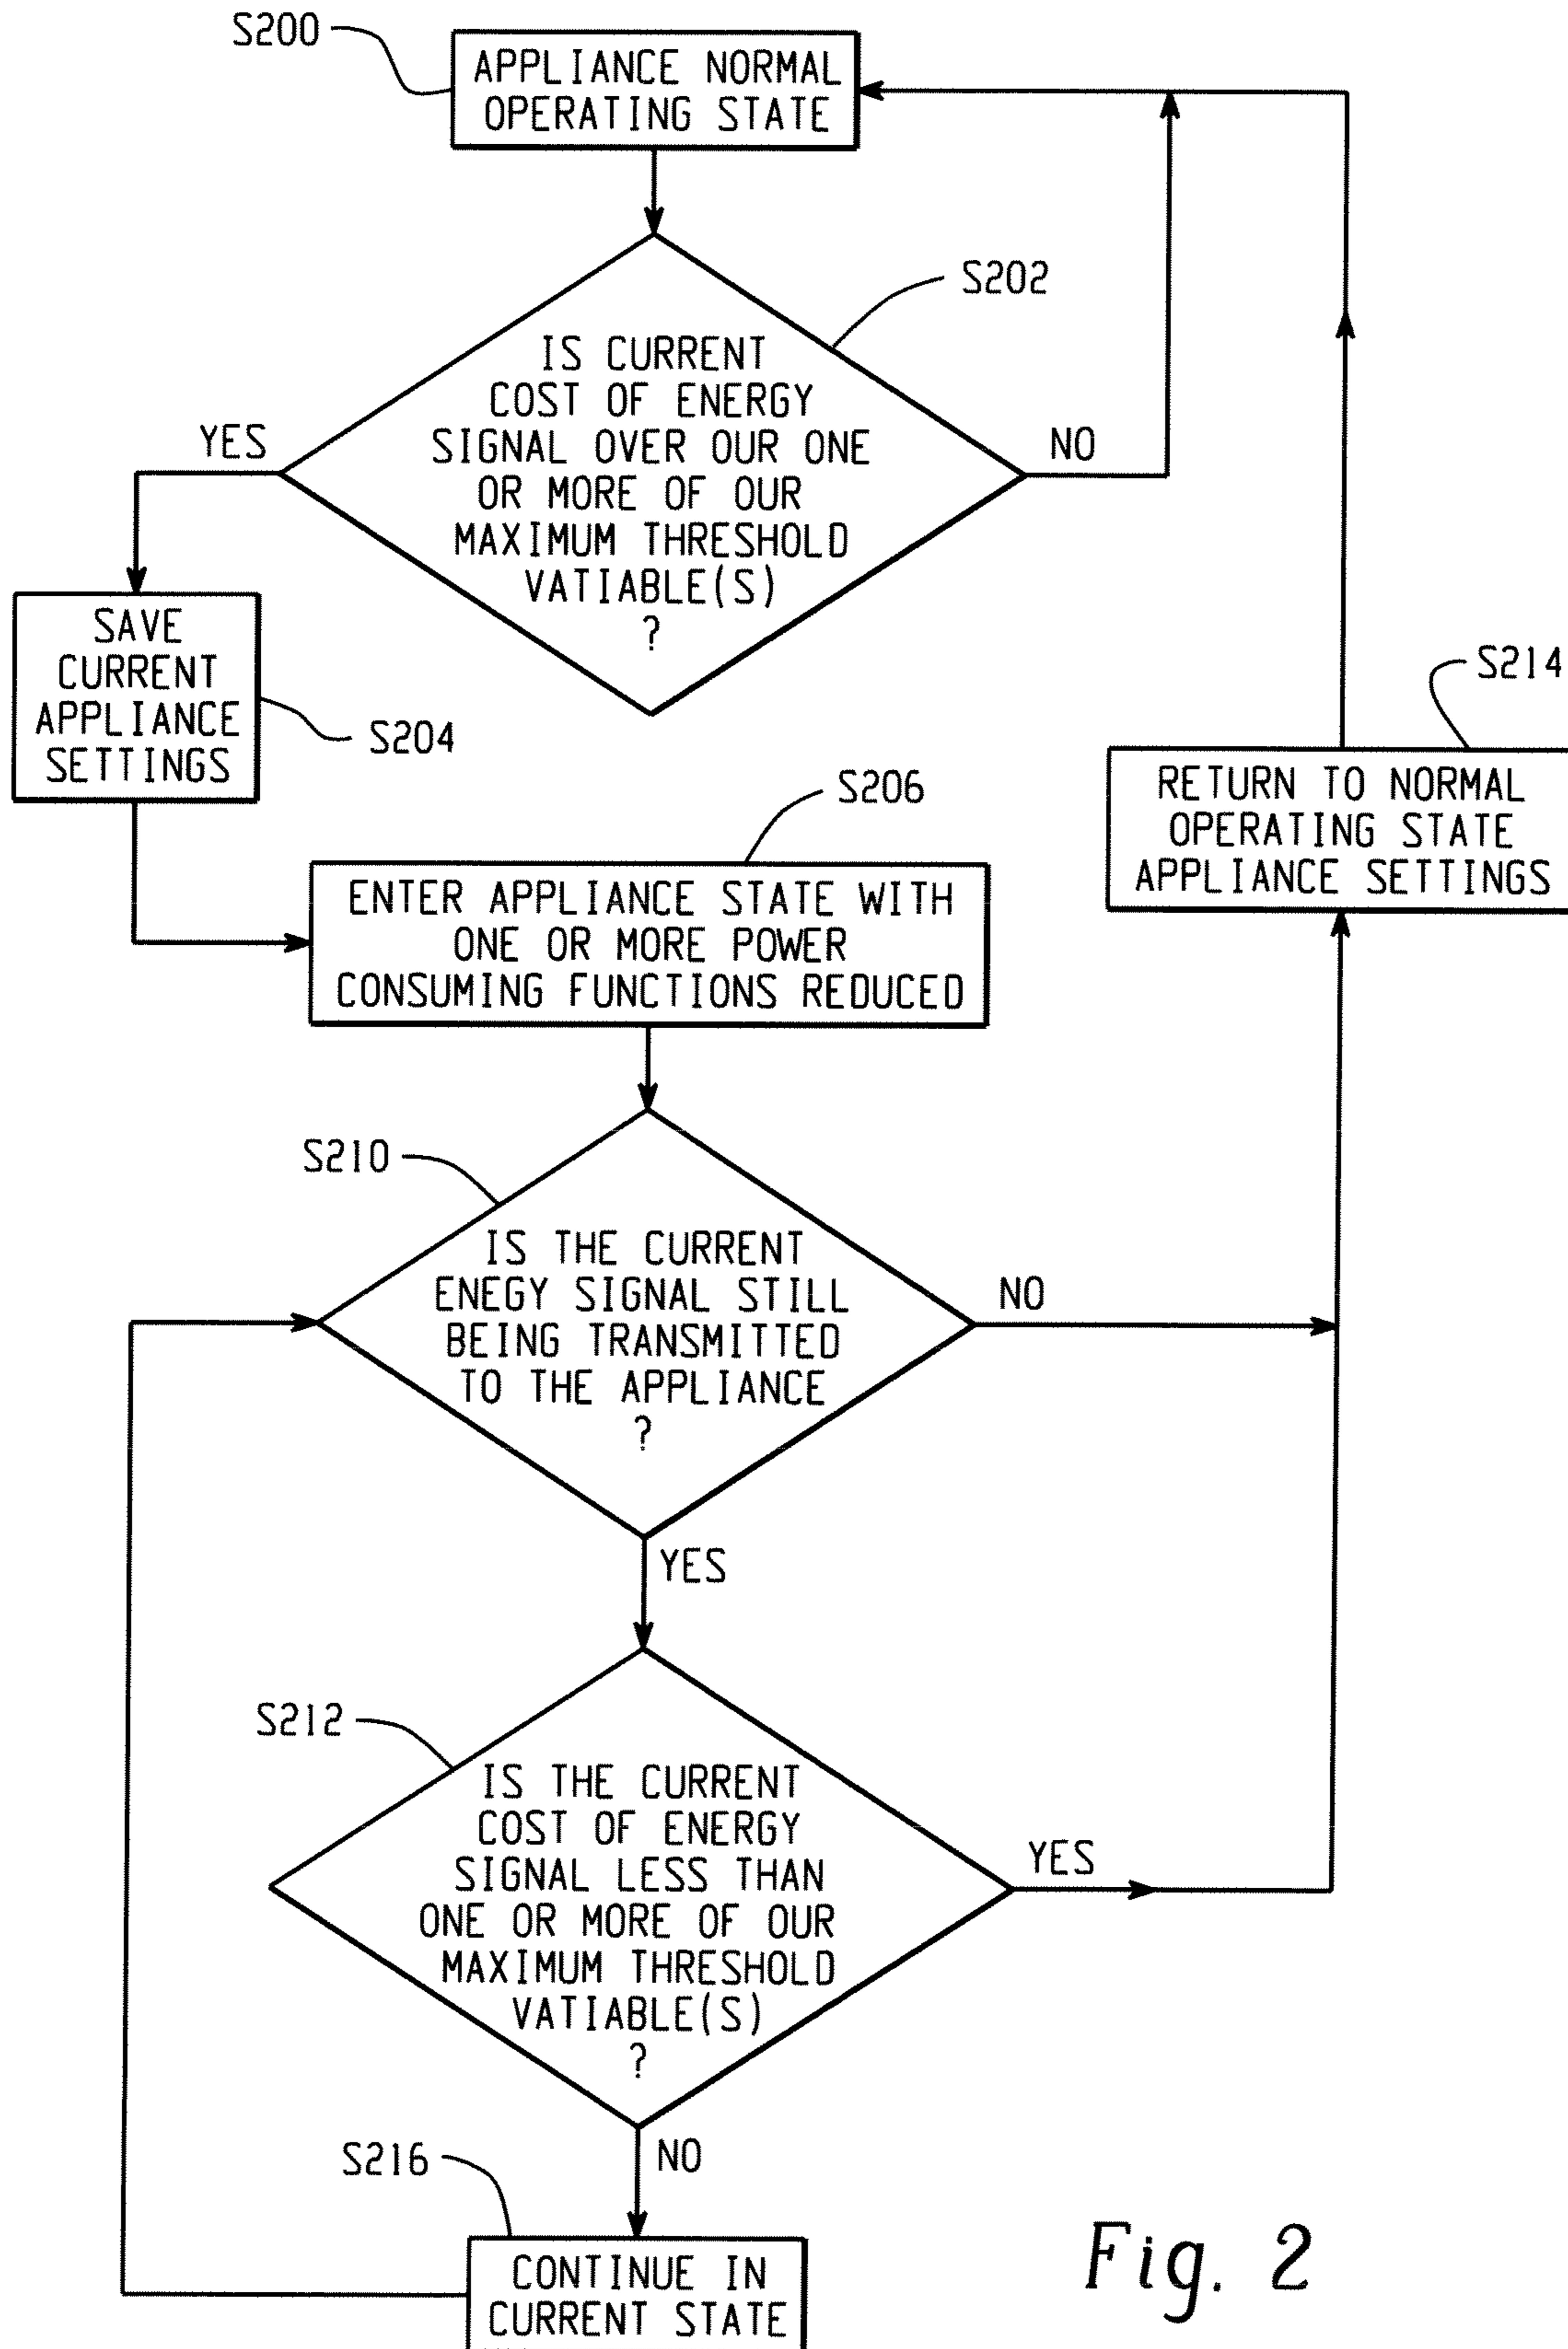 S200
APPLIANCE NORMAL
OPERATING STATE
S202
IS CURRENT
COST OF ENERGY
SIGNAL OVER OUR ONE
OR MORE OF OUR
MAXIMUM THRESHOLD
VATIABLE(S)
?
YES
NO
SAVE
CURRENT
APPLIANCE
SETTINGS
S204
S214
RETURN TO NORMAL
OPERATING STATE
APPLIANCE SETTINGS
S206
ENTER APPLIANCE STATE WITH
ONE OR MORE POWER
CONSUMING FUNCTIONS REDUCED
S210
IS THE CURRENT
ENEGY SIGNAL STILL
BEING TRANSMITTED
TO THE APPLIANCE
?
NO
YES
S212
IS THE CURRENT
COST OF ENERGY
SIGNAL LESS THAN
ONE OR MORE OF OUR
MAXIMUM THRESHOLD
VATIABLE(S)
?
YES
NO
S216
CONTINUE IN
CURRENT STATE
Fig. 2